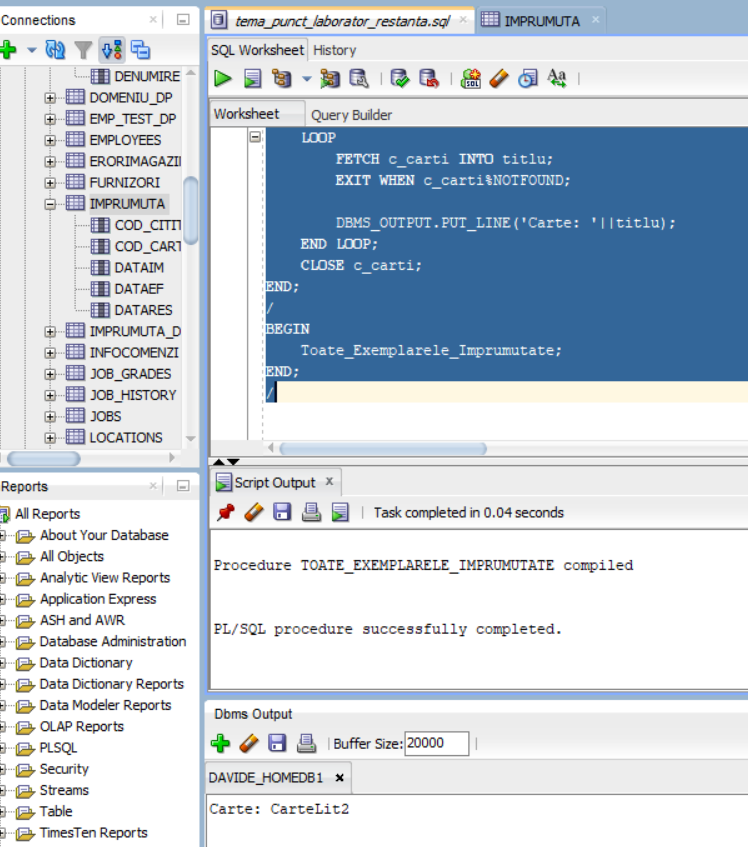 Connections
DENUMIRE
DOMENIU_DP
EMP_TEST_DP
EMPLOYEES
ERORIMAGAZI
FURNIZORI
IMPRUMUTA
COD_CITIT
COD_CART
DATAIM
DATAEF
DATARES
IMPRUMUTA_D
INFOCOMENZI
JOB_GRADES
JOB_HISTORY
JOBS
LOCATIONS
Reports
All Reports
About Your Database
All Objects
Analytic View Reports
Application Express
ASH and AWR
Database Administration
Data Dictionary
Data Dictionary Reports
Data Modeler Reports
OLAP Reports
PLSQL
Security
Streams
Table
TimesTen Reports
tema_punct_laborator_restanta.sql
IMPRUMUTA
SQL Worksheet History
Worksheet Query Builder
LOOP
FETCH c_carti INTO titlu;
EXIT WHEN c_carti%NOTFOUND;
DBMS_OUTPUT.PUT_LINE('Carte: '||titlu);
END LOOP;
CLOSE c_carti;
END;
/
BEGIN
Toate_Exemplarele_Imprumutate;
END;
/
Script Output x
Task completed in 0.04 seconds
Procedure TOATE_EXEMPLARELE_IMPRUMUTATE compiled
PL/SQL procedure successfully completed.
Dbms Output
Buffer Size: 20000
DAVIDE_HOMEDB1
Carte: CarteLit2